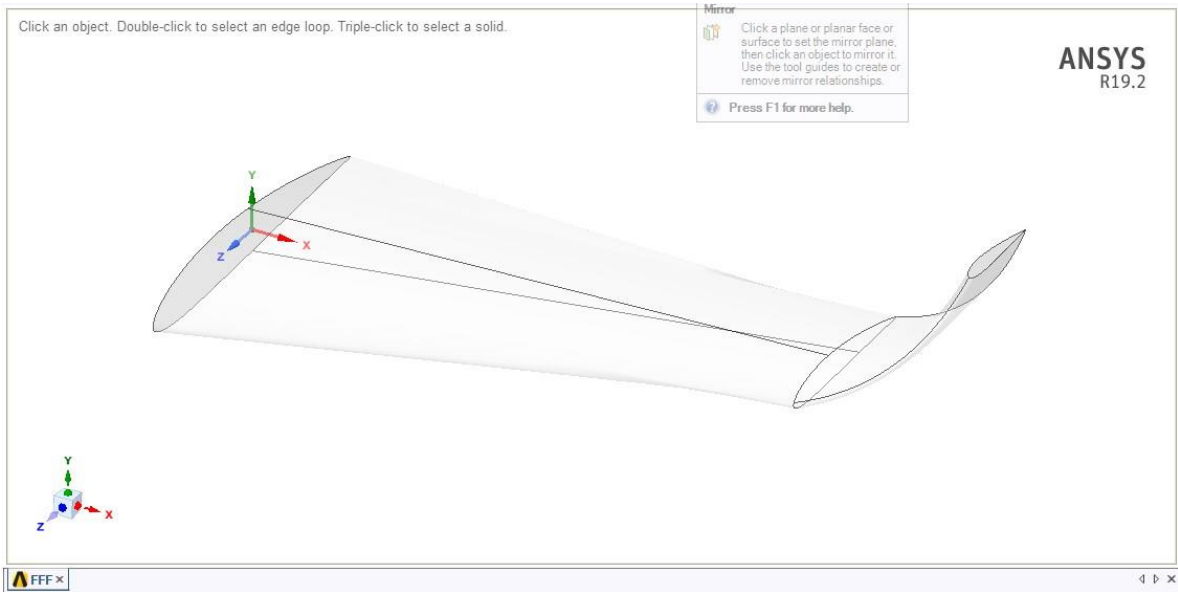 Click an object. Double-click to select an edge loop. Triple-click to select a solid.
Mirror
Click a plane or planar face or
surface to set the mirror plane,
then click an object to mirror it.
Use the tool guides to create or
remove mirror relationships.
Press F1 for more help.
ANSYS
R19.2
Y
X
Z
Y
X
Z
FFF